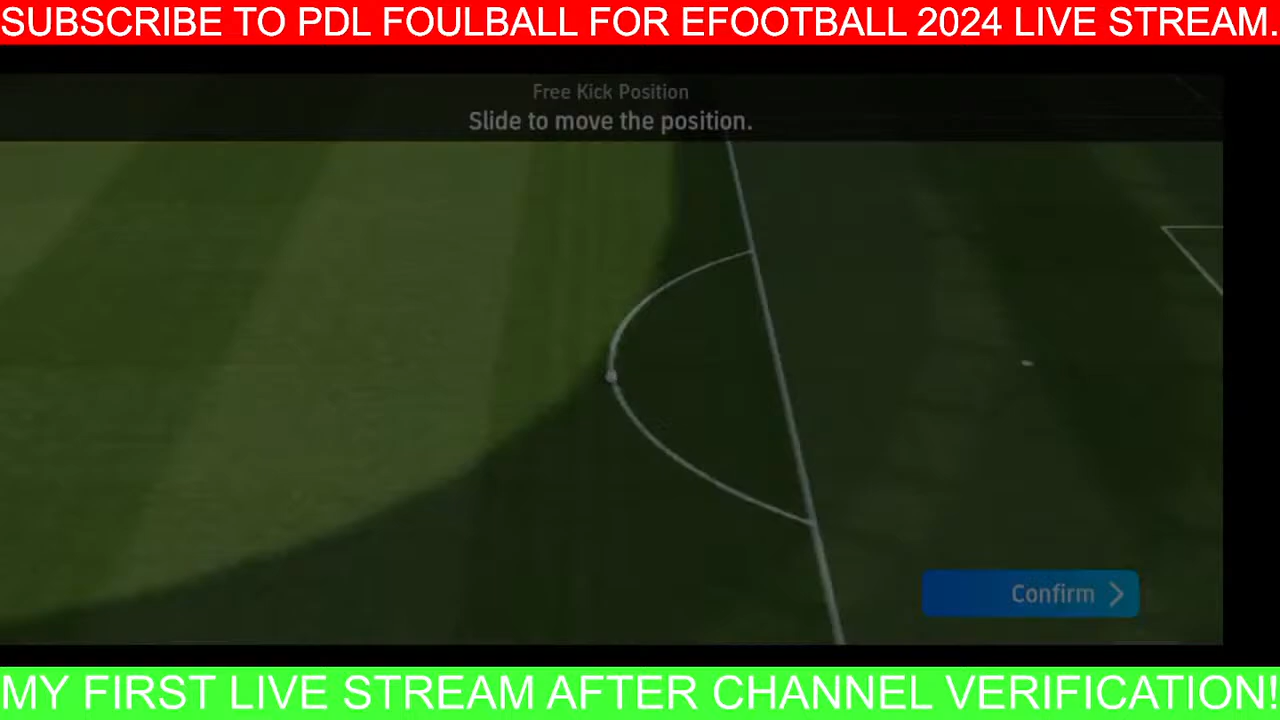 SUBSCRIBE TO PDL FOULBALL FOR EFOOTBALL 2024 LIVE STREAM.
Free Kick Position
Slide to move the position.
Confirm
MY FIRST LIVE STREAM AFTER CHANNEL VERIFICATION!